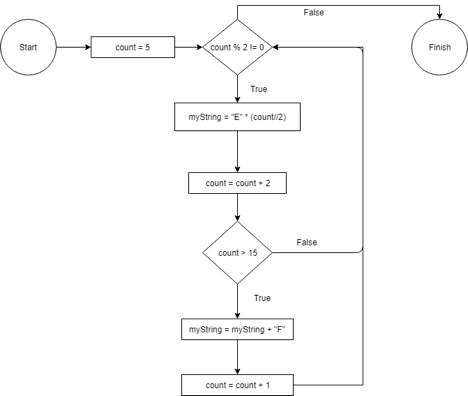 False
Start
count = 5
count % 2 != 0
Finish
True
myString = "E" * (count//2)
count = count + 2
False
count > 15
True
myString = myString + "F"
count = count + 1